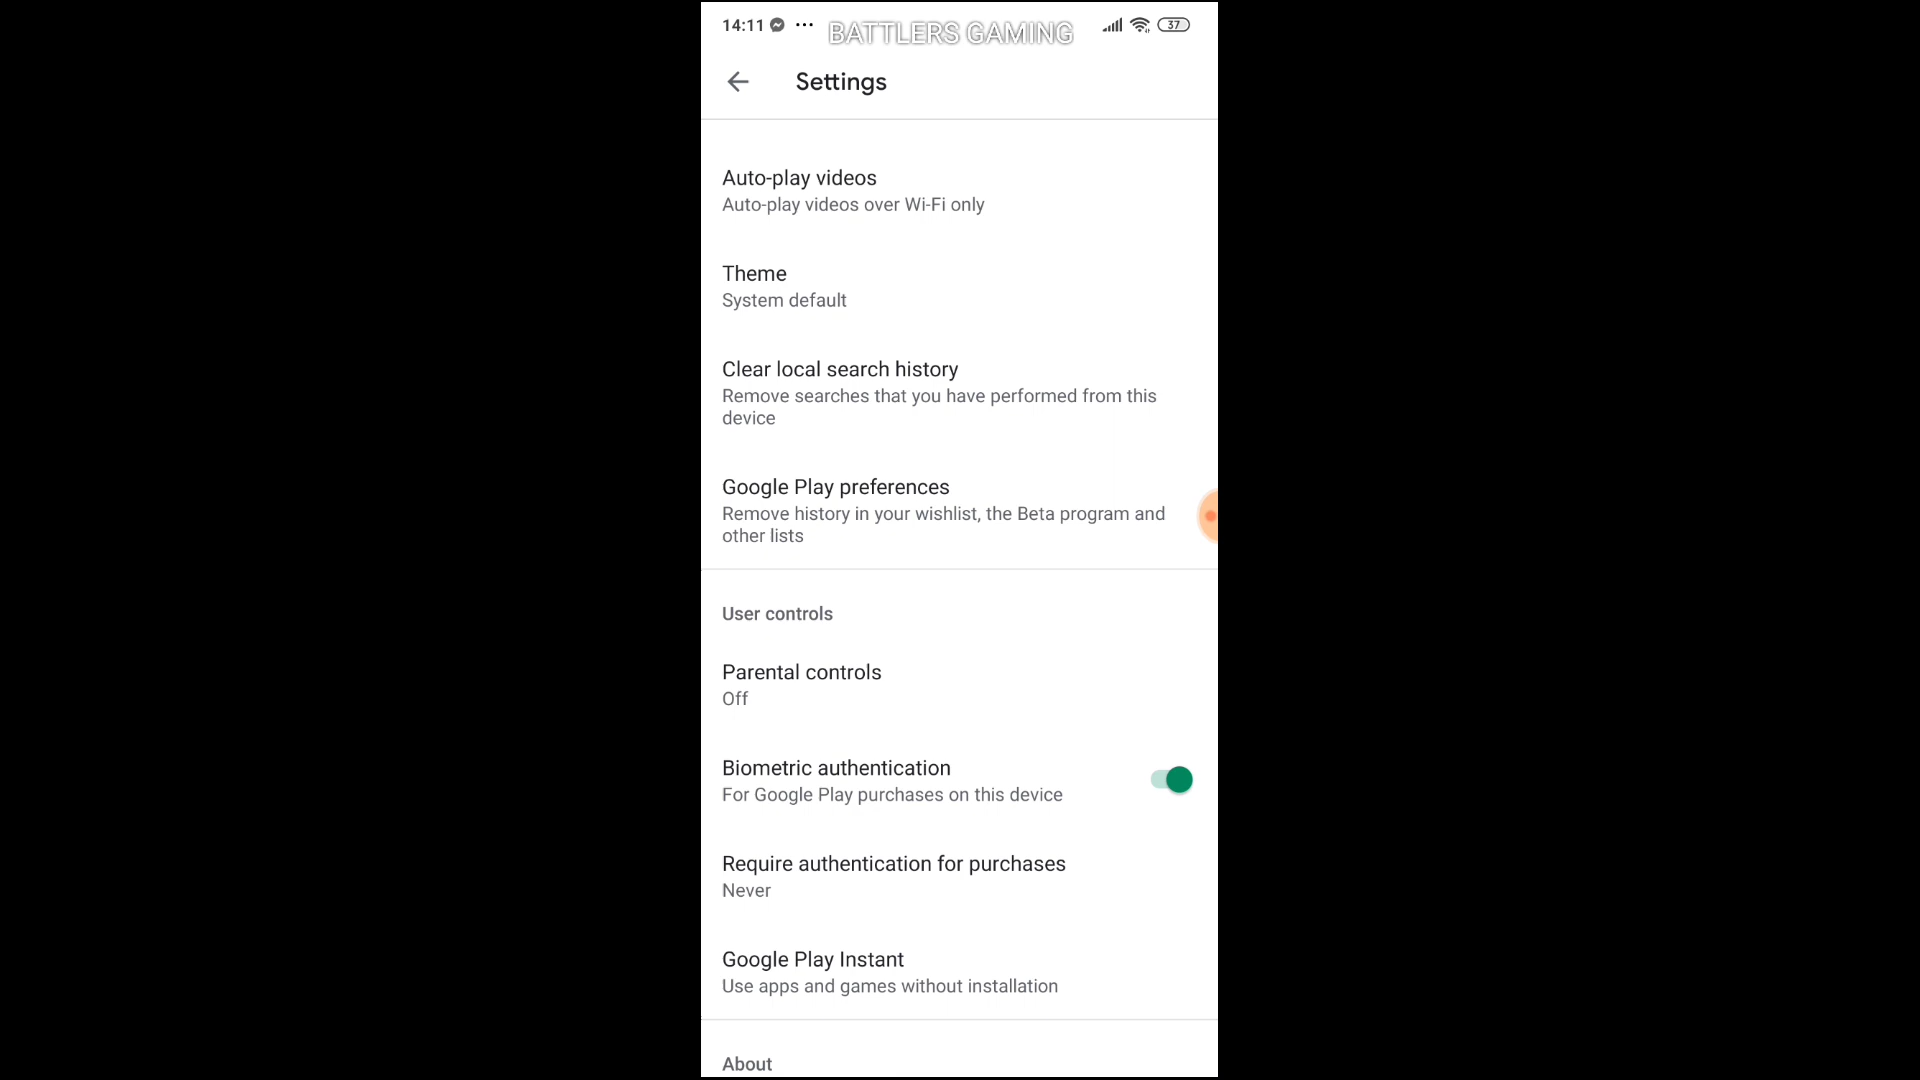 14:11 ... BATTLERS GAMING 37
Settings
Auto-play videos
Auto-play videos over Wi-Fi only
Theme
System default
Clear local search history
Remove searches that you have performed from this
device
Google Play preferences
Remove history in your wishlist, the Beta program and
other lists
User controls
Parental controls
Off
Biometric authentication
For Google Play purchases on this device
Require authentication for purchases
Never
Google Play Instant
Use apps and games without installation
About